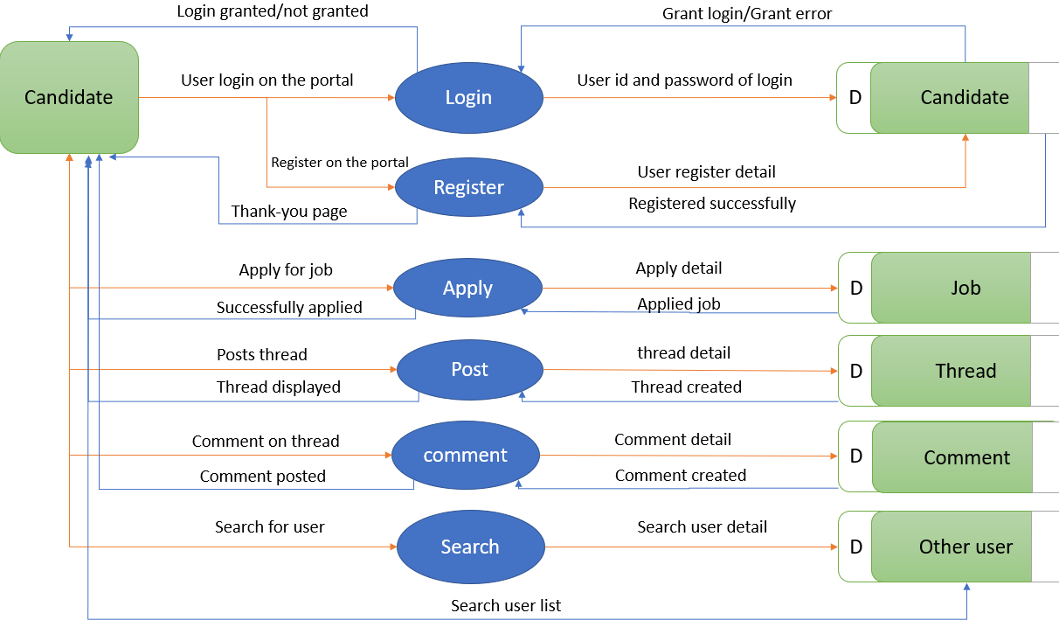 Login granted/not granted
Grant login/Grant error
Candidate
User login on the portal
Login
User id and password of login
D
Candidate
Register on the portal
Register
User register detail
Registered successfully
Thank-you page
Apply for job
Apply
Apply detail
D
Job
Successfully applied
Applied job
Posts thread
Post
thread detail
D
Thread
Thread displayed
Thread created
Comment on thread
comment
Comment detail
D
Comment
Comment posted
Comment created
Search for user
Search
Search user detail
D
Other user
Search user list